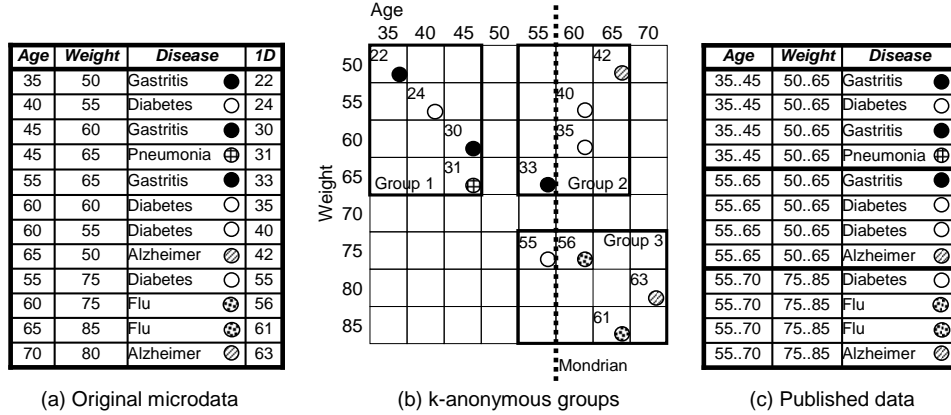 Age Weight Disease 1D
35 50 Gastritis 22
40 55 Diabetes 24
45 60 Gastritis 30
45 65 Pneumonia 31
55 65 Gastritis 33
60 60 Diabetes 35
60 55 Diabetes 40
65 50 Alzheimer 42
55 75 Diabetes 55
60 75 Flu 56
65 85 Flu 61
70 80 Alzheimer 63
(a) Original microdata
Age
35 40 45 50 55 60 65 70
Weight
50 22 42
55 24 40
60 30 35
65 31 33
Group 1 Group 2
70
75 55 56 Group 3
80 63
85 61
Mondrian
(b) k-anonymous groups
Age Weight Disease
35..45 50..65 Gastritis
35..45 50..65 Diabetes
35..45 50..65 Gastritis
35..45 50..65 Pneumonia
55..65 50..65 Gastritis
55..65 50..65 Diabetes
55..65 50..65 Diabetes
55..65 50..65 Alzheimer
55..70 75..85 Diabetes
55..70 75..85 Flu
55..70 75..85 Flu
55..70 75..85 Alzheimer
(c) Published data